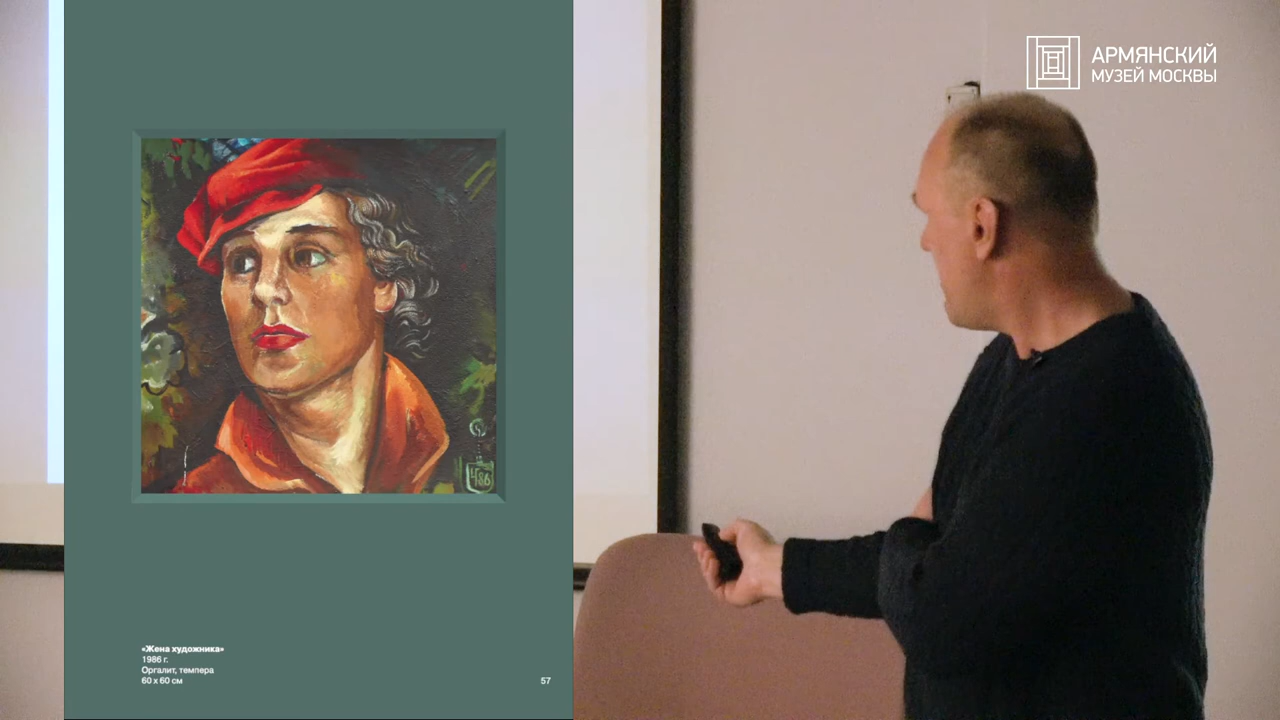 АРМЯНСКИЙ
МУЗЕЙ МОСКВЫ
«Жена художника»
1986 г.
Оргалит, темпера
60 х 60 см
57